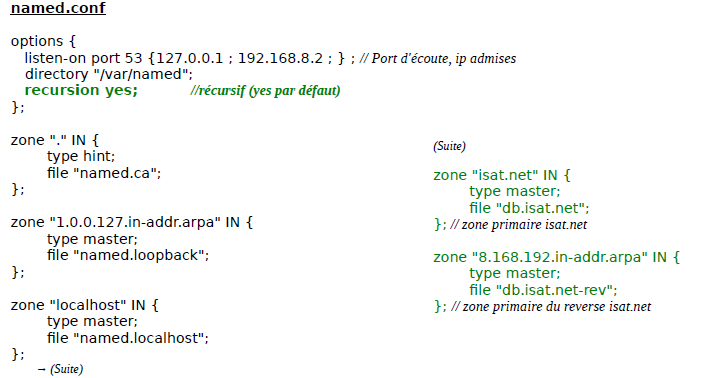 named.conf
options {
listen-on port 53 {127.0.0.1 ; 192.168.8.2 ; } ; // Port d'écoute, ip admises
directory "/var/named";
recursion yes; //récursif (yes par défaut)
};
zone "." IN {
type hint;
file "named.ca";
};
zone "1.0.0.127.in-addr.arpa" IN {
type master;
file "named.loopback";
};
zone "localhost" IN {
type master;
file "named.localhost";
};
→ (Suite)
(Suite)
zone "isat.net" IN {
type master;
file "db.isat.net";
}; // zone primaire isat.net
zone "8.168.192.in-addr.arpa" IN {
type master;
file "db.isat.net-rev";
}; // zone primaire du reverse isat.net